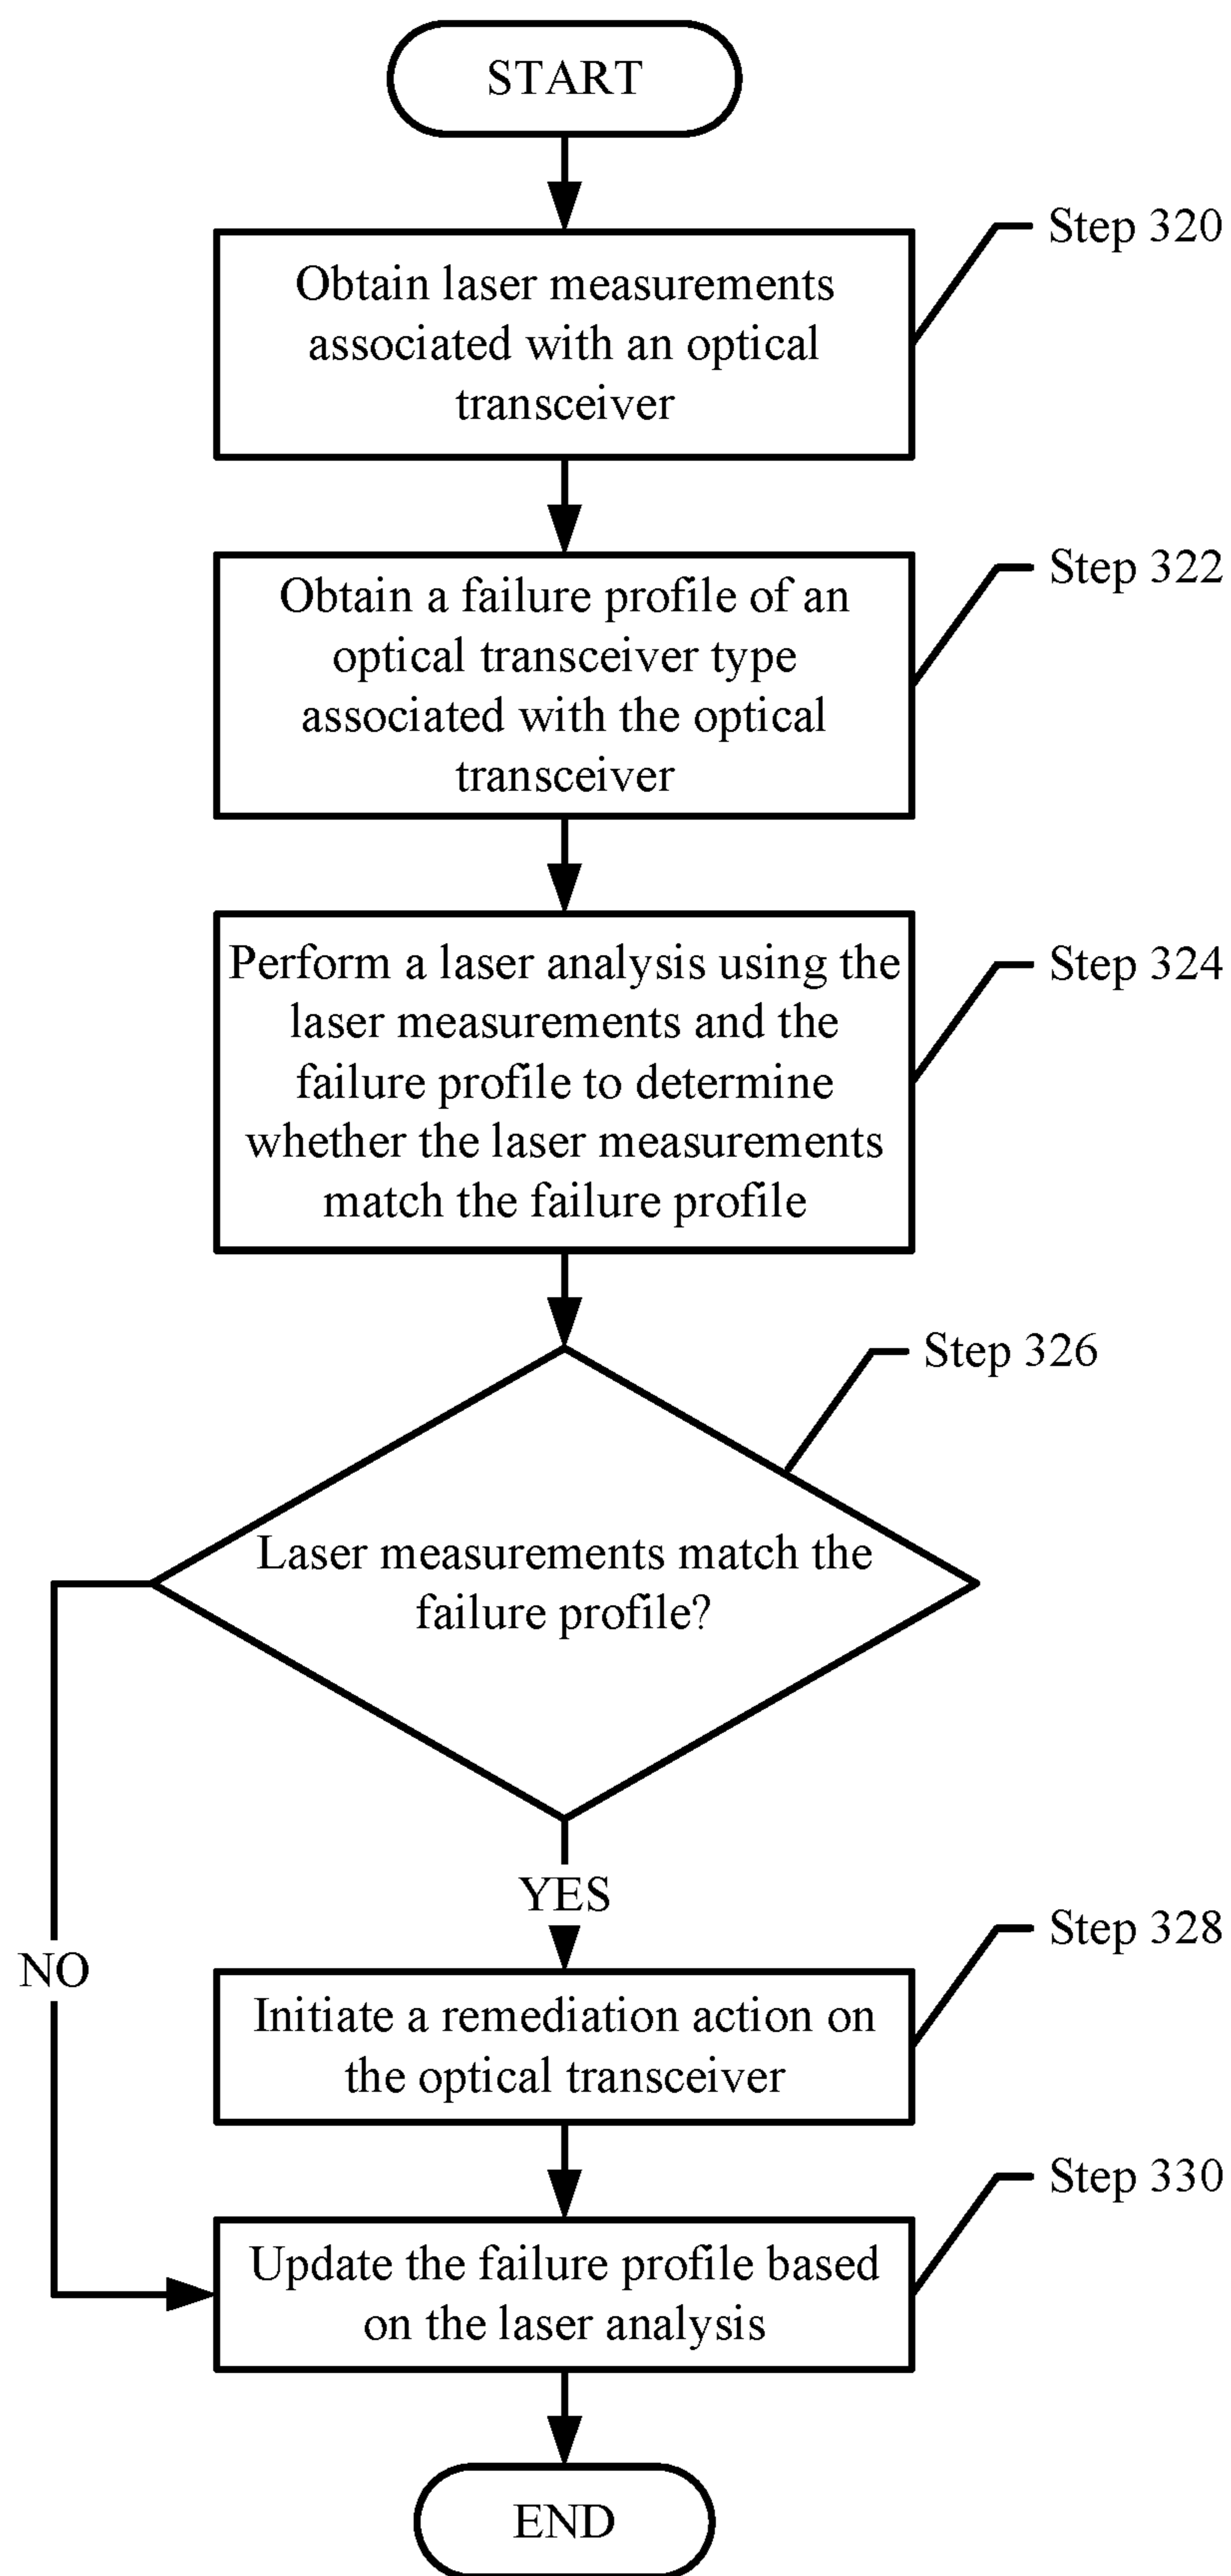 START
Step 320
Obtain laser measurements
associated with an optical
transceiver
Step 322
Obtain a failure profile of an
optical transceiver type
associated with the optical
transceiver
Step 324
Perform a laser analysis using the
laser measurements and the
failure profile to determine
whether the laser measurements
match the failure profile
Step 326
Laser measurements match the
failure profile?
YES
NO
Step 328
Initiate a remediation action on
the optical transceiver
Step 330
Update the failure profile based
on the laser analysis
END